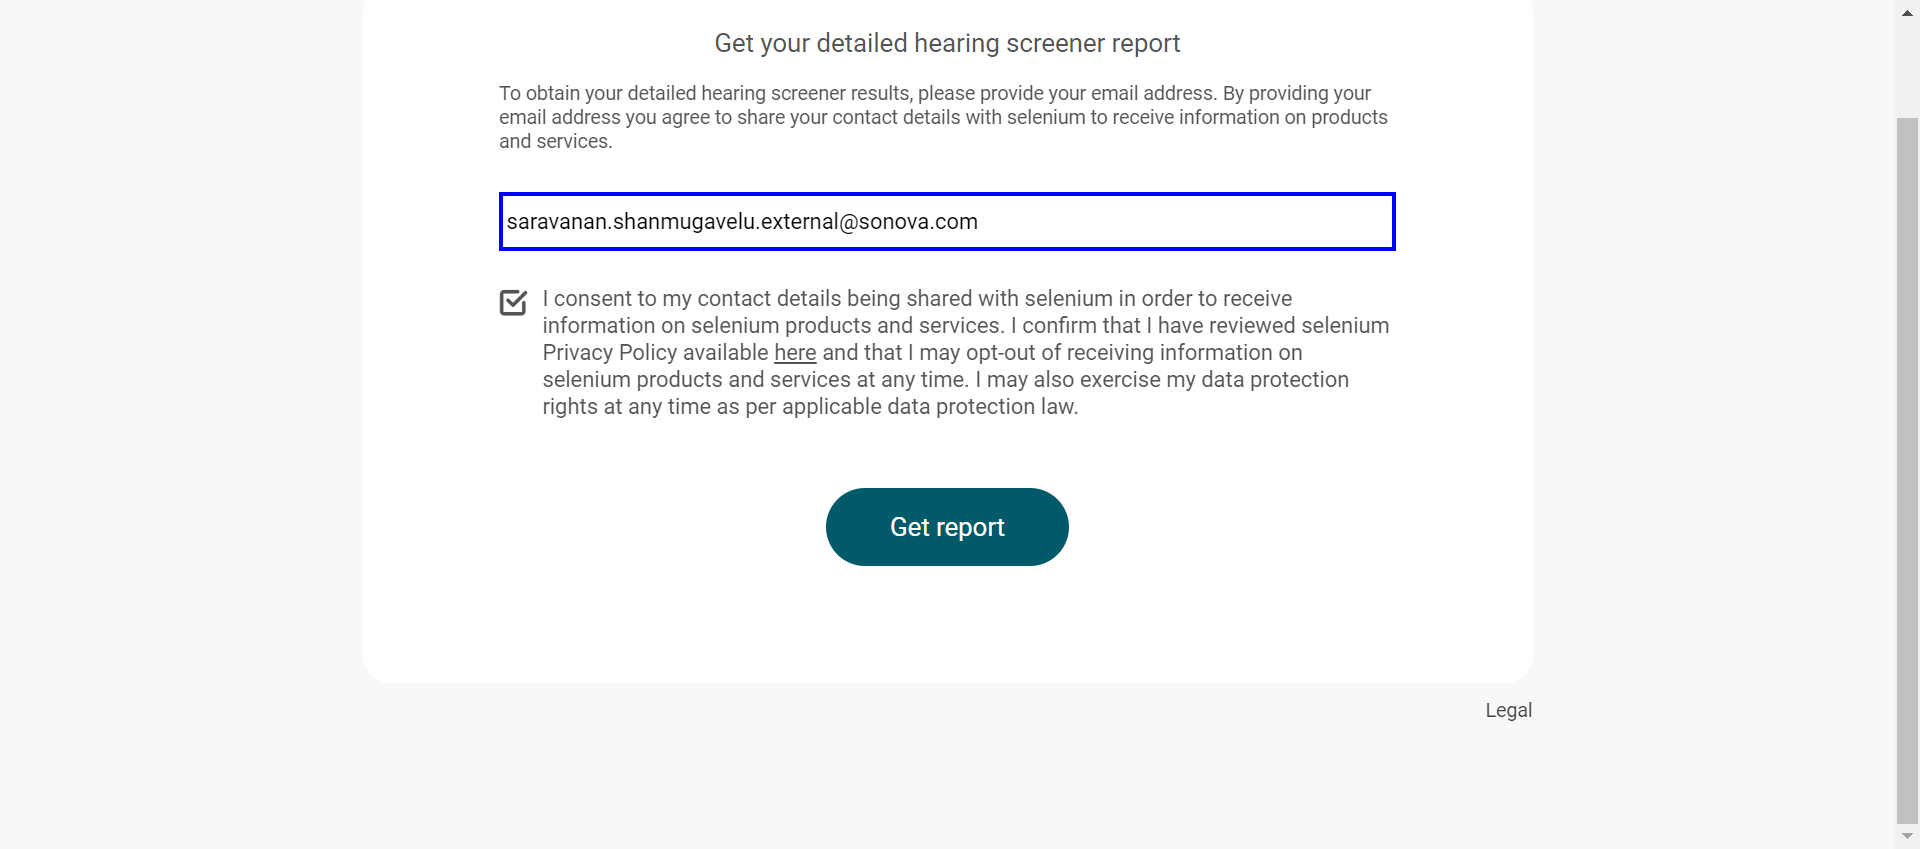 Get your detailed hearing screener report
To obtain your detailed hearing screener results, please provide your email address. By providing your
email address you agree to share your contact details with selenium to receive information on products
and services.
saravanan.shanmugavelu.external@sonova.com
I consent to my contact details being shared with selenium in order to receive
information on selenium products and services. I confirm that I have reviewed selenium
Privacy Policy available here and that I may opt-out of receiving information on
selenium products and services at any time. I may also exercise my data protection
rights at any time as per applicable data protection law.
Get report
Legal